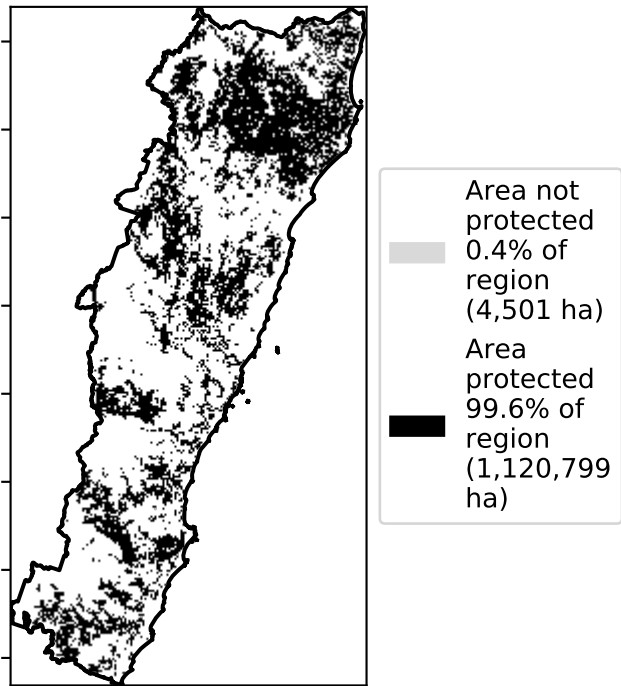 Area not
protected
0.4% of
region
(4,501 ha)
Area
protected
99.6% of
region
(1,120,799
ha)